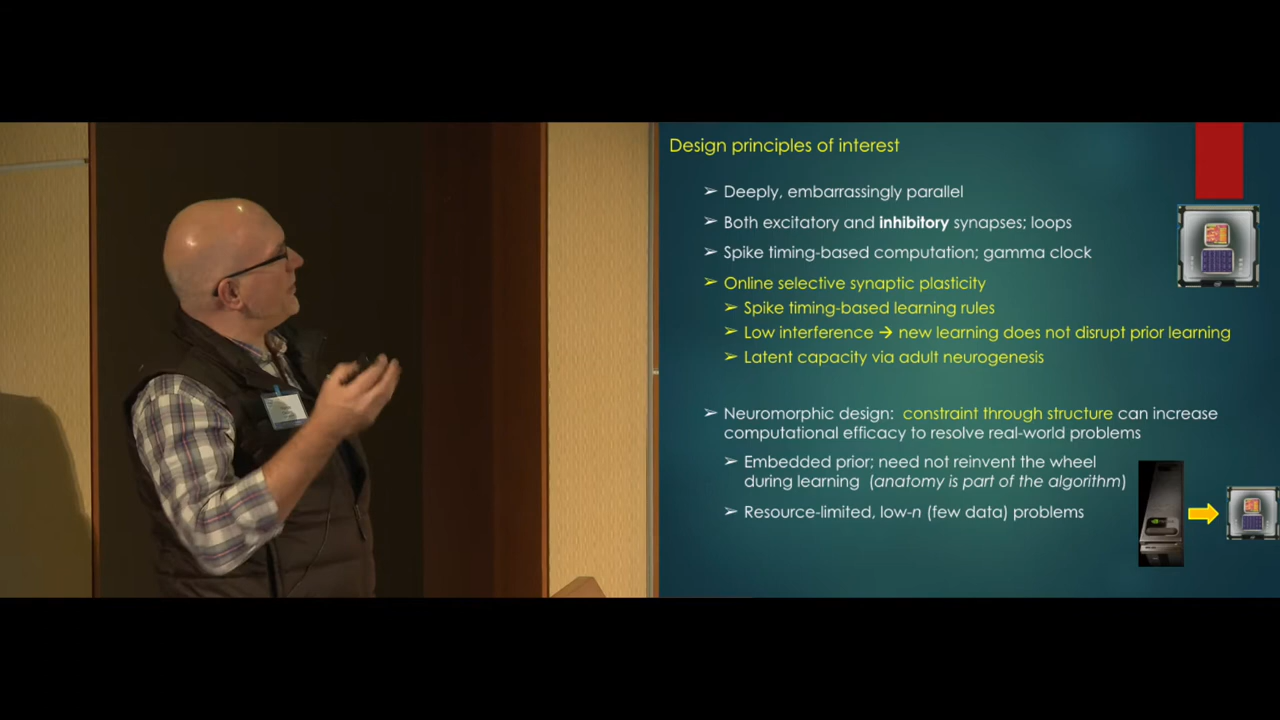 Design principles of interest
➢ Deeply, embarrassingly parallel
➢ Both excitatory and inhibitory synapses; loops
➢ Spike timing-based computation; gamma clock
➢ Online selective synaptic plasticity
➢ Spike timing-based learning rules
➢ Low interference → new learning does not disrupt prior learning
➢ Latent capacity via adult neurogenesis
➢ Neuromorphic design: constraint through structure can increase
computational efficacy to resolve real-world problems
➢ Embedded prior; need not reinvent the wheel
during learning (anatomy is part of the algorithm)
➢ Resource-limited, low-n (few data) problems